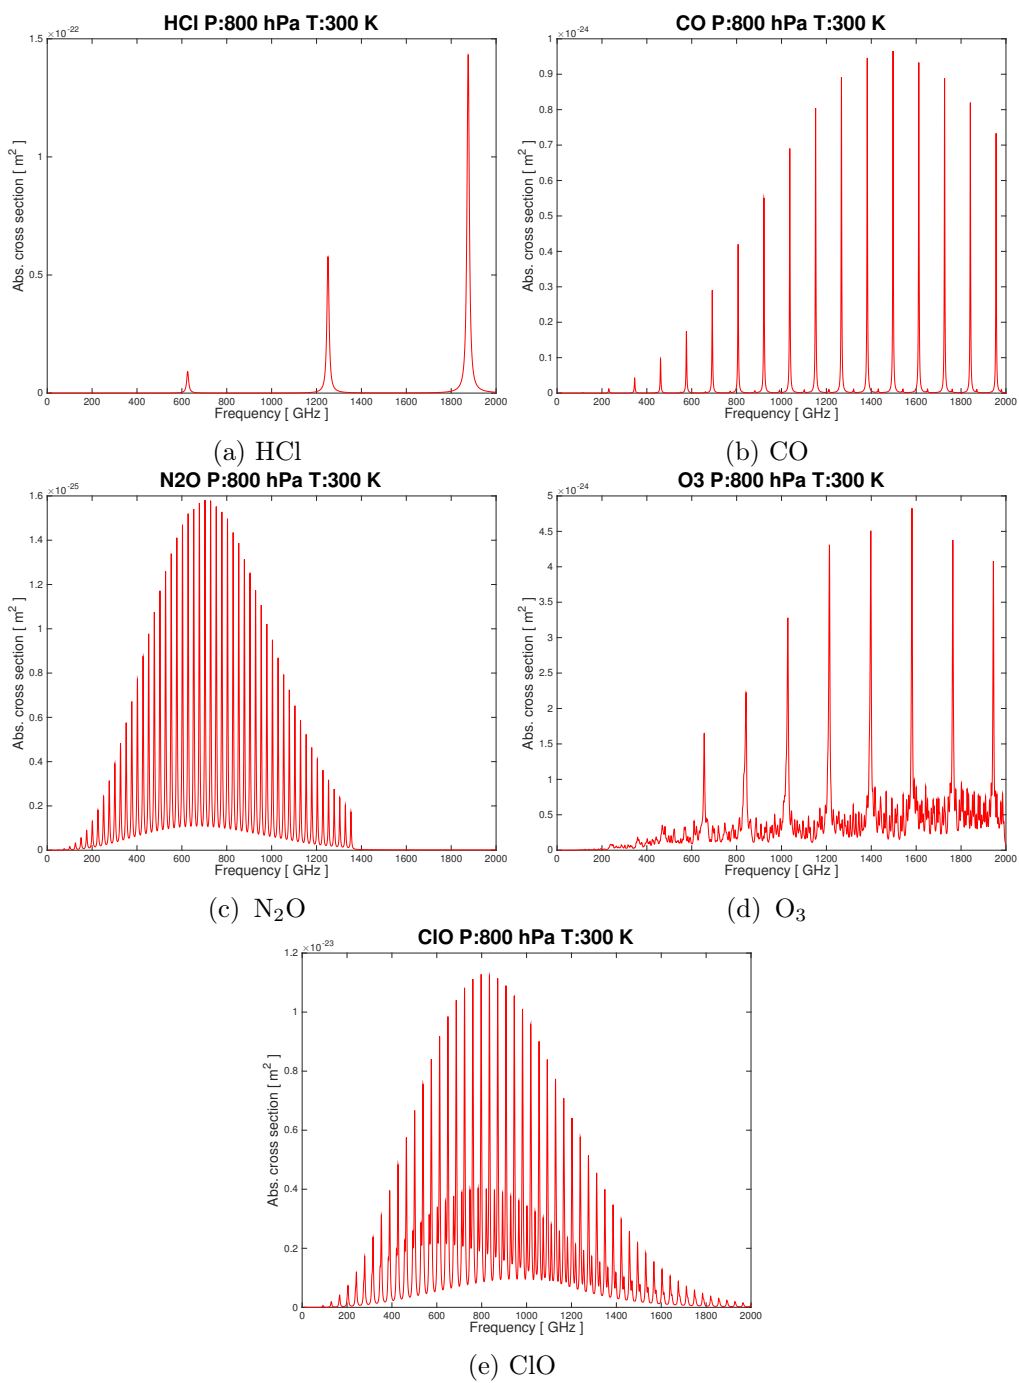 HCl P:800 hPa T:300 K
×10⁻²²
1.5
1
0.5
0
Abs. cross section [ m² ]
0 200 400 600 800 1000 1200 1400 1600 1800 2000
Frequency [ GHz ]
(a) HCl
CO P:800 hPa T:300 K
×10⁻²⁴
1
0.9
0.8
0.7
0.6
0.5
0.4
0.3
0.2
0.1
0
Abs. cross section [ m² ]
0 200 400 600 800 1000 1200 1400 1600 1800 2000
Frequency [ GHz ]
(b) CO
N2O P:800 hPa T:300 K
×10⁻²⁵
1.6
1.4
1.2
1
0.8
0.6
0.4
0.2
0
Abs. cross section [ m² ]
0 200 400 600 800 1000 1200 1400 1600 1800 2000
Frequency [ GHz ]
(c) N₂O
O3 P:800 hPa T:300 K
×10⁻²⁴
5
4.5
4
3.5
3
2.5
2
1.5
1
0.5
0
Abs. cross section [ m² ]
0 200 400 600 800 1000 1200 1400 1600 1800 2000
Frequency [ GHz ]
(d) O₃
ClO P:800 hPa T:300 K
×10⁻²³
1.2
1
0.8
0.6
0.4
0.2
0
Abs. cross section [ m² ]
0 200 400 600 800 1000 1200 1400 1600 1800 2000
Frequency [ GHz ]
(e) ClO